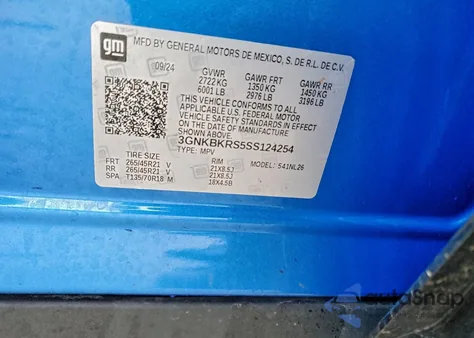 gm MFD BY GENERAL MOTORS DE MEXICO, S. DE R.L. DE C.V.
09/24 GVWR GAWR FRT GAWR RR
2722 KG 1350 KG 1450 KG
6001 LB 2976 LB 3196 LB
THIS VEHICLE CONFORMS TO ALL
APPLICABLE U.S. FEDERAL MOTOR
VEHICLE SAFETY STANDARDS IN EFFECT ON THE
DATE OF MANUFACTURE
3GNKBKRS5SS124254
TYPE: MPV MODEL: 541NL26
TIRE SIZE RIM
FRT 265/45R21 V 21X8.5J
RR 265/45R21 V 21X8.5J
SPA T135/70R18 M 18X4.5B
autosnap